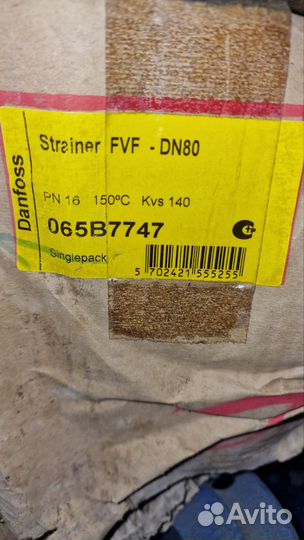 Danfoss
Strainer FVF - DN80
PN 16 150ºC Kvs 140
065B7747
Singlepack
5 702421 555255
Avito